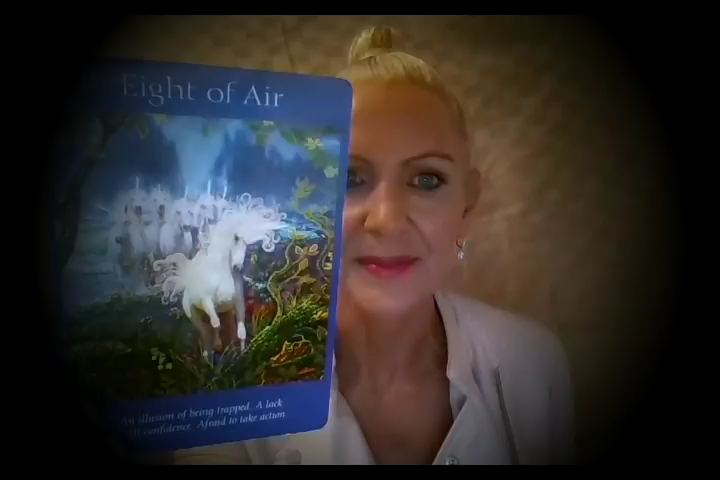 Eight of Air
An illusion of being trapped. A lack
confidence. Afraid to take action